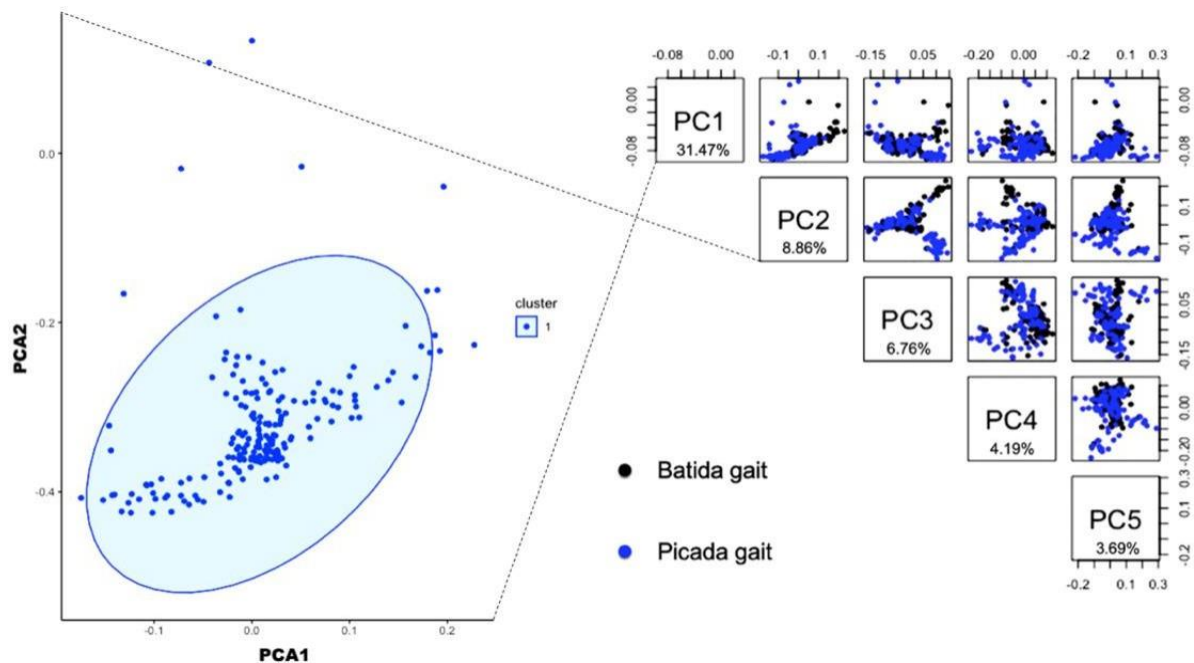 0.0
-0.2
-0.4
PCA2
-0.1 0.0 0.1 0.2
PCA1
cluster
1
-0.08 0.00
-0.1 0.1
-0.15 0.05
-0.20 0.00
-0.2 0.1 0.3
PC1
31.47%
-0.08 0.00
0.00
-0.08
PC2
8.86%
0.1
-0.1
PC3
6.76%
0.05
-0.15
PC4
4.19%
0.00
-0.20
PC5
3.69%
0.3
0.1
-0.2
-0.2 0.1 0.3
Batida gait
Picada gait